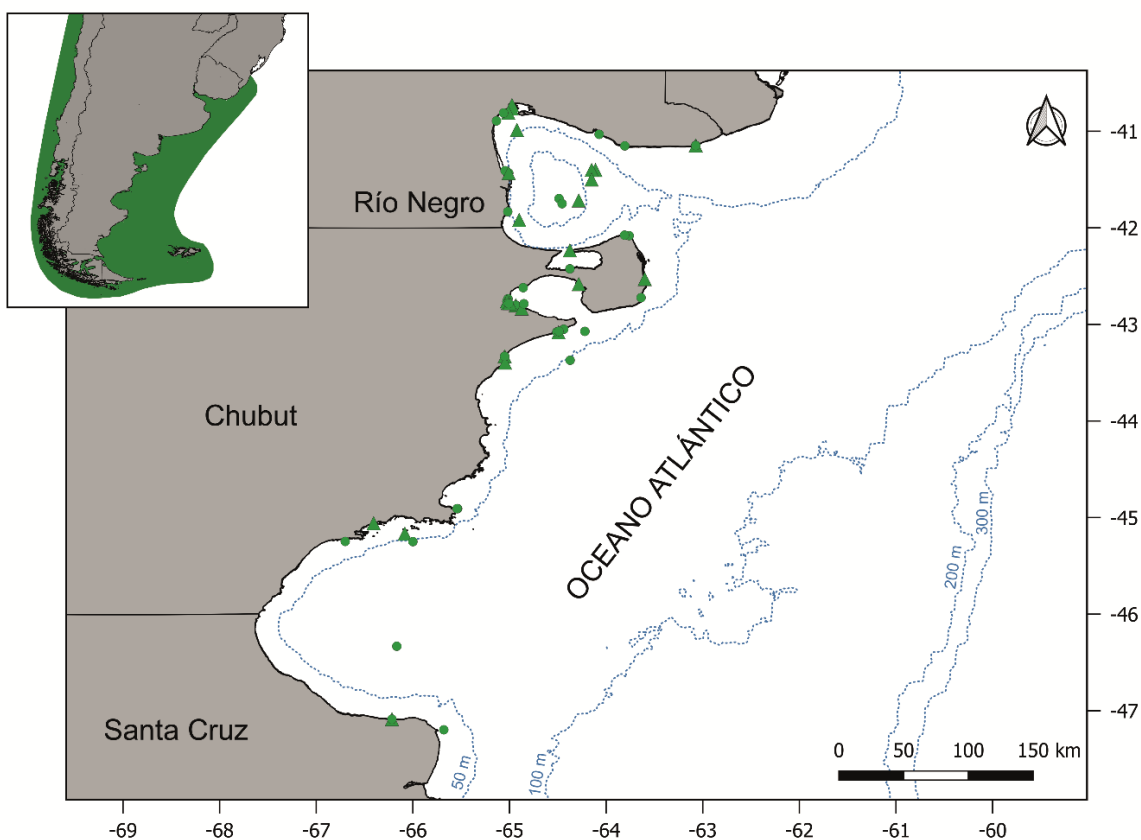 -41
Río Negro
-42
-43
Chubut
-44
OCEANO ATLÁNTICO
-45
300 m
200 m
-46
Santa Cruz
-47
0 50 100 150 km
50 m
100 m
-69 -68 -67 -66 -65 -64 -63 -62 -61 -60